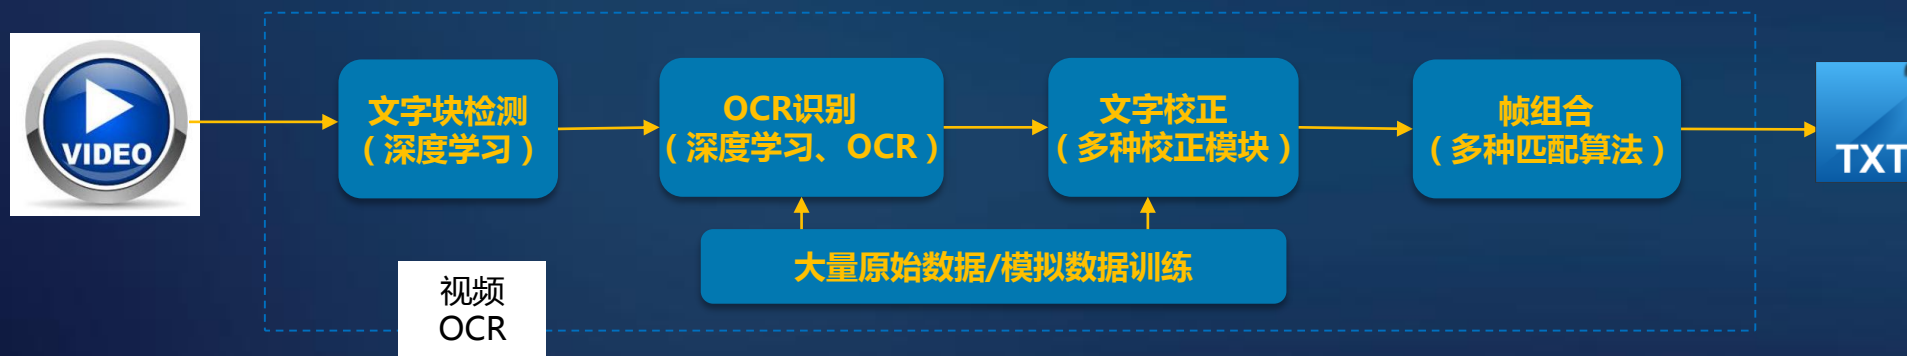 VIDEO
文字块检测
（深度学习）
OCR识别
（深度学习、OCR）
文字校正
（多种校正模块）
帧组合
（多种匹配算法）
TXT
大量原始数据/模拟数据训练
视频
OCR